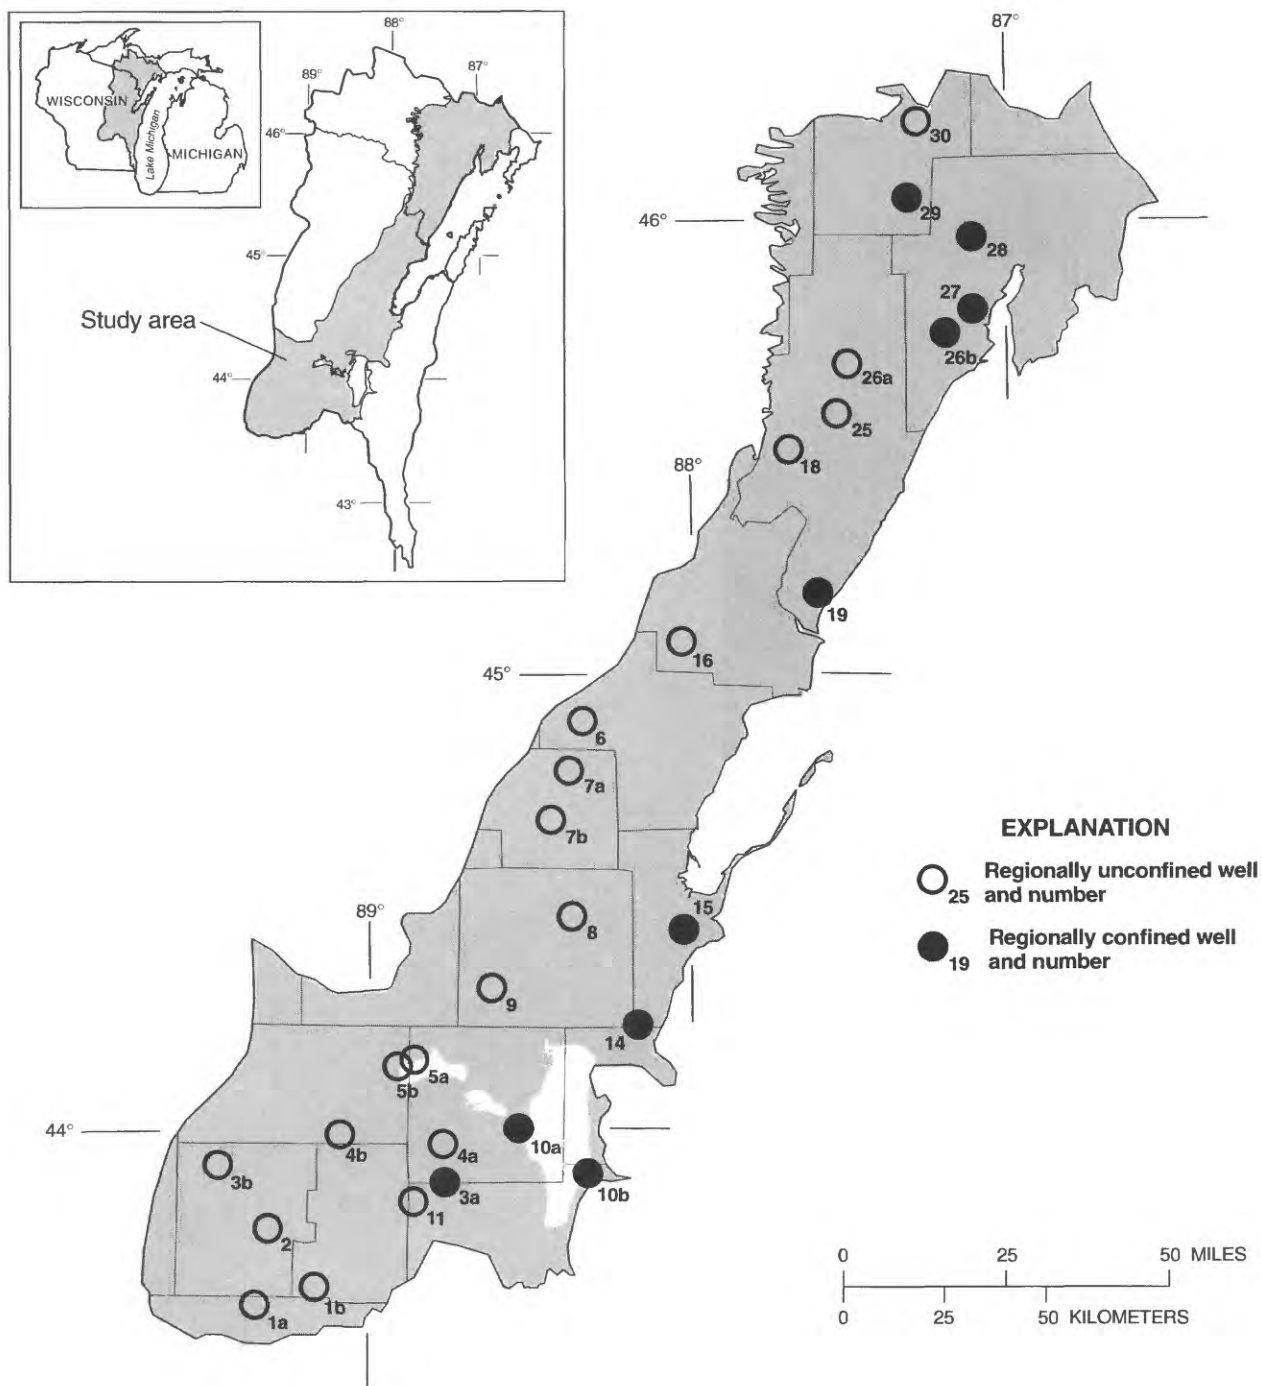 WISCONSIN
MICHIGAN
Lake Michigan
88°
87°
89°
46°
45°
Study area
44°
43°
87°
30
29
46°
28
27
26b
26a
25
18
88°
19
16
45°
6
7a
7b
EXPLANATION
25 Regionally unconfined well
and number
19 Regionally confined well
and number
15
89°
8
9
14
5a
5b
44°
4b
4a
10a
3b
3a
10b
11
2
1b
1a
0 25 50 MILES
0 25 50 KILOMETERS